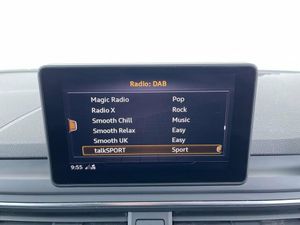 Radio: DAB
Magic Radio Pop
Radio X Rock
Smooth Chill Music
Smooth Relax Easy
Smooth UK Easy
talkSPORT Sport
9:55